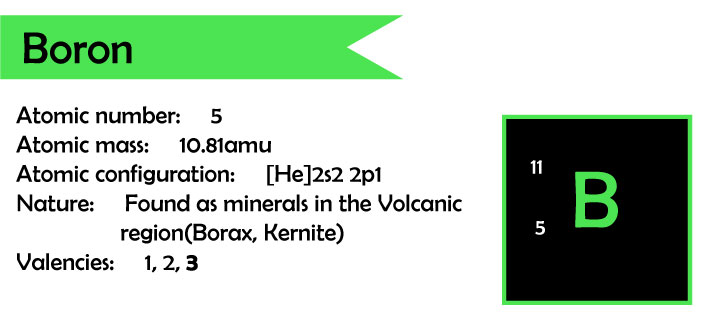 Boron
Atomic number: 5
Atomic mass: 10.81amu
Atomic configuration: [He]2s2 2p1
Nature: Found as minerals in the Volcanic
region(Borax, Kernite)
Valencies: 1, 2, 3
11
B
5